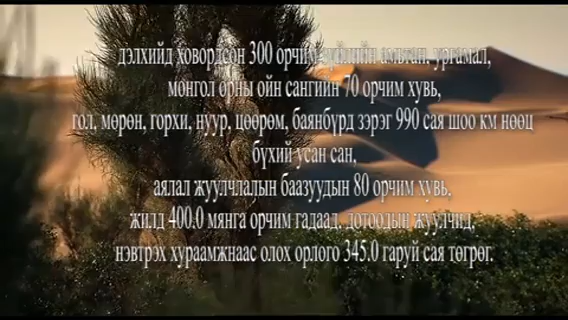 дэлхийд ховордсон 300 орчим зүйлийн амьтан, ургамал,
монгол орны ойн сангийн 70 орчим хувь,
гол, мөрөн, горхи, нуур, цөөрөм, баянбүрд зэрэг 990 сая шоо км нөөц
бүхий усан сан,
аялал жуулчлалын баазуудын 80 орчим хувь,
жилд 400.0 мянга орчим гадаад, дотоодын жуулчид,
нэвтрэх хураамжнаас олох орлого 345.0 гаруй сая төгрөг.